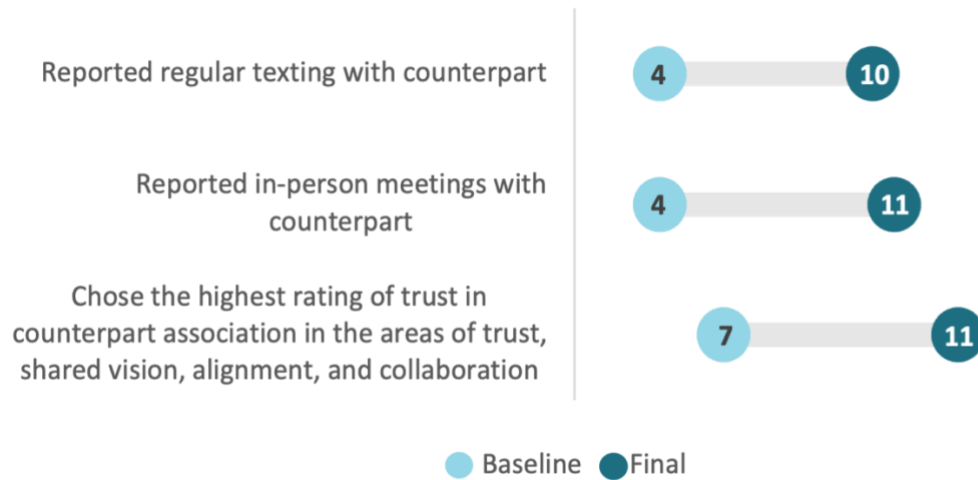 Reported regular texting with counterpart
4 10
Reported in-person meetings with
counterpart
4 11
Chose the highest rating of trust in
counterpart association in the areas of trust,
shared vision, alignment, and collaboration
7 11
Baseline Final